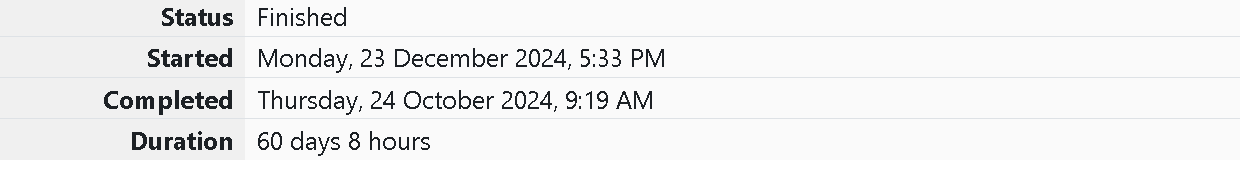 Status Finished
Started Monday, 23 December 2024, 5:33 PM
Completed Thursday, 24 October 2024, 9:19 AM
Duration 60 days 8 hours